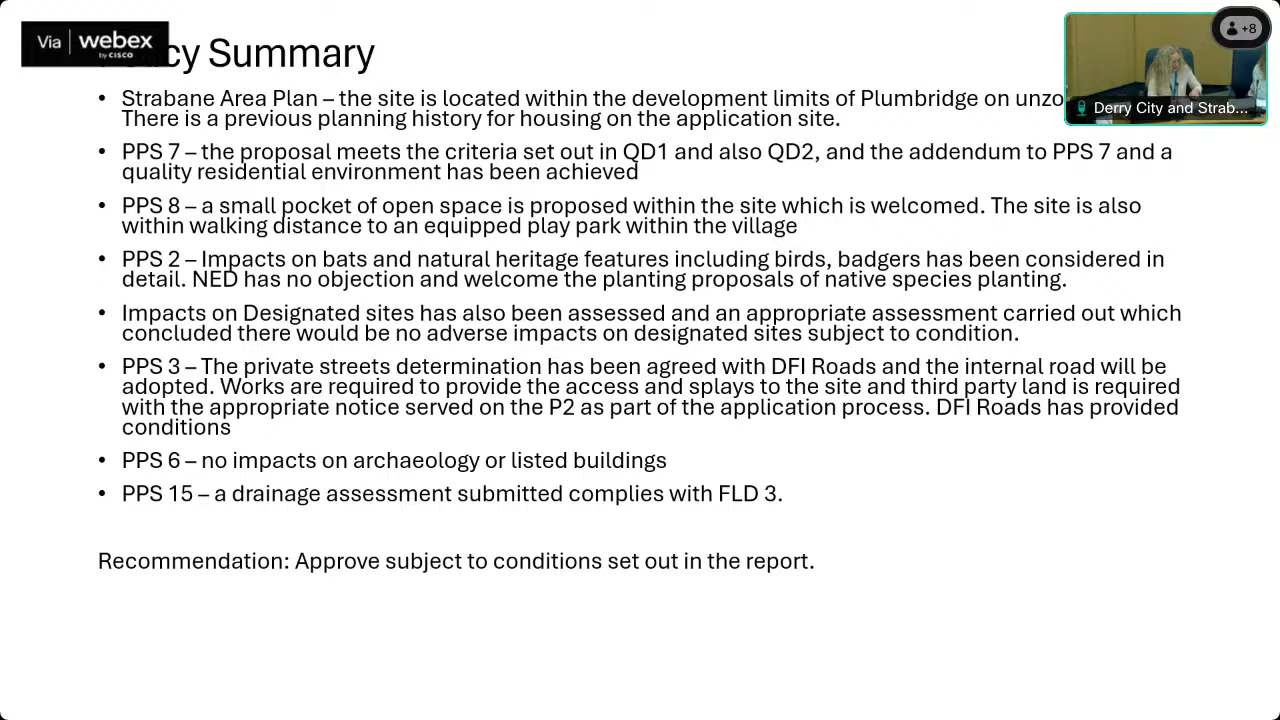 Via webex
by CISCO
cy Summary
+8
Derry City and Strab...
• Strabane Area Plan – the site is located within the development limits of Plumbridge on
There is a previous planning history for housing on the application site.
• PPS 7 – the proposal meets the criteria set out in QD1 and also QD2, and the addendum to PPS 7 and a
quality residential environment has been achieved
• PPS 8 – a small pocket of open space is proposed within the site which is welcomed. The site is also
within walking distance to an equipped play park within the village
• PPS 2 – Impacts on bats and natural heritage features including birds, badgers has been considered in
detail. NED has no objection and welcome the planting proposals of native species planting.
• Impacts on Designated sites has also been assessed and an appropriate assessment carried out which
concluded there would be no adverse impacts on designated sites subject to condition.
• PPS 3 – The private streets determination has been agreed with DFI Roads and the internal road will be
adopted. Works are required to provide the access and splays to the site and third party land is required
with the appropriate notice served on the P2 as part of the application process. DFI Roads has provided
conditions
• PPS 6 – no impacts on archaeology or listed buildings
• PPS 15 – a drainage assessment submitted complies with FLD 3.
Recommendation: Approve subject to conditions set out in the report.